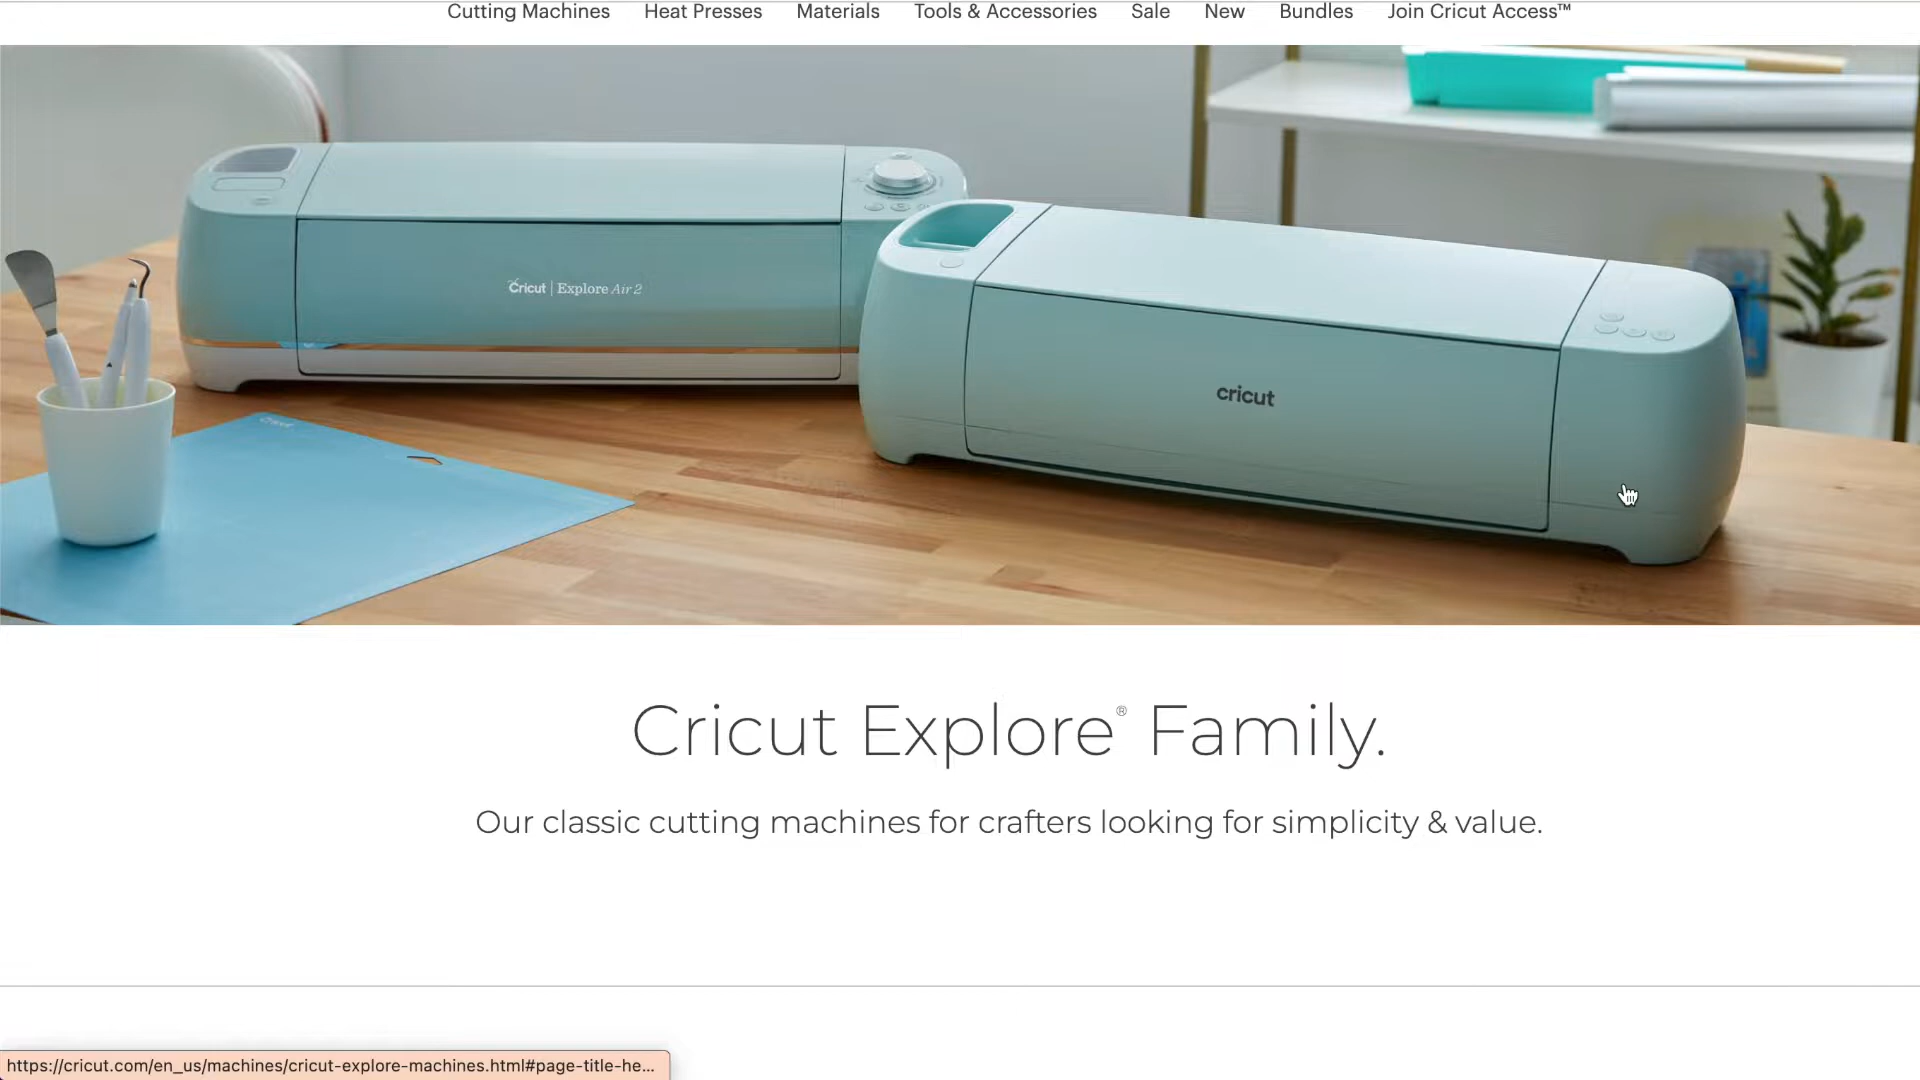 Cutting Machines Heat Presses Materials Tools & Accessories Sale New Bundles Join Cricut Access™
Cricut | Explore Air 2
cricut
Cricut
Cricut Explore® Family.
Our classic cutting machines for crafters looking for simplicity & value.
https://cricut.com/en_us/machines/cricut-explore-machines.html#page-title-he...